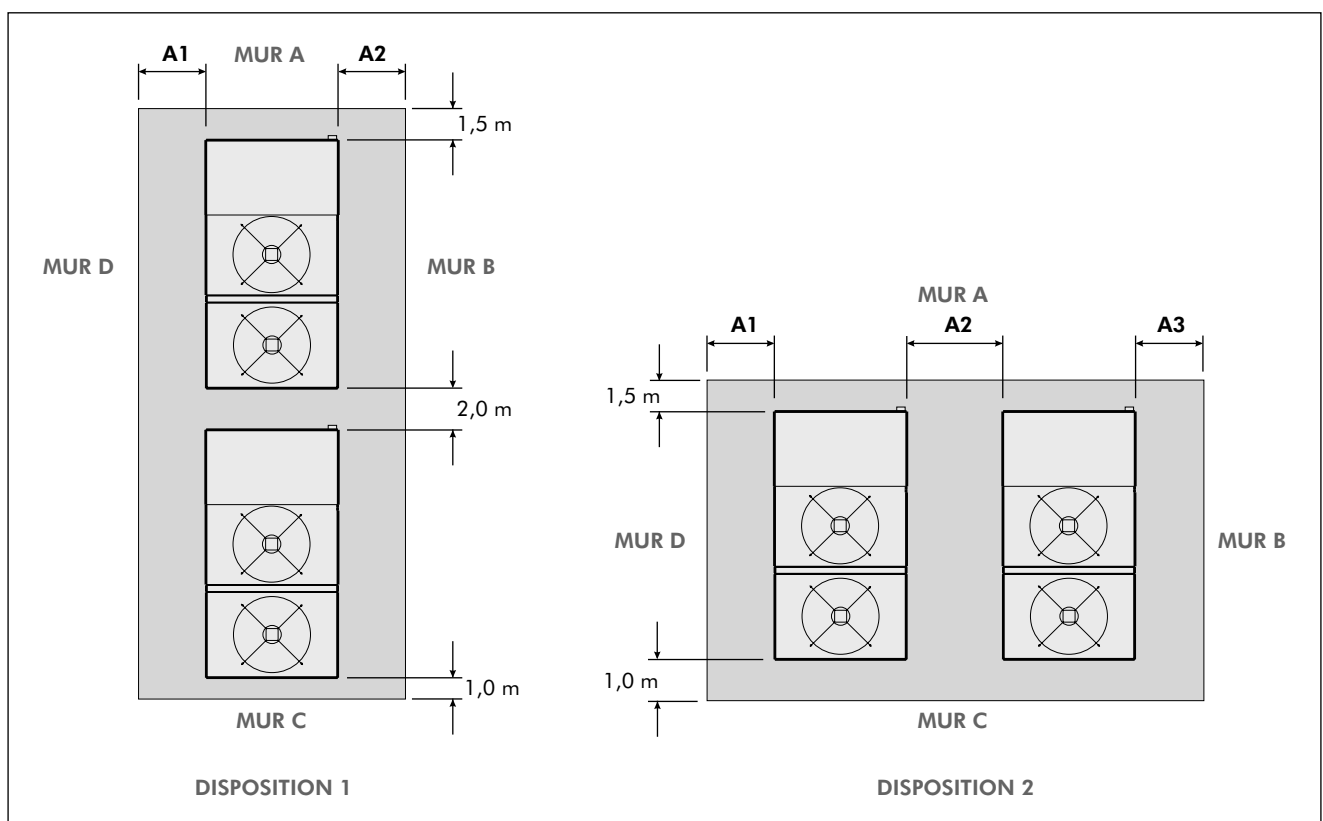 A1 MUR A A2
1,5 m
MUR D
MUR B
2,0 m
1,0 m
MUR C
DISPOSITION 1
MUR A
A1 A2 A3
1,5 m
MUR D
MUR B
1,0 m
MUR C
DISPOSITION 2